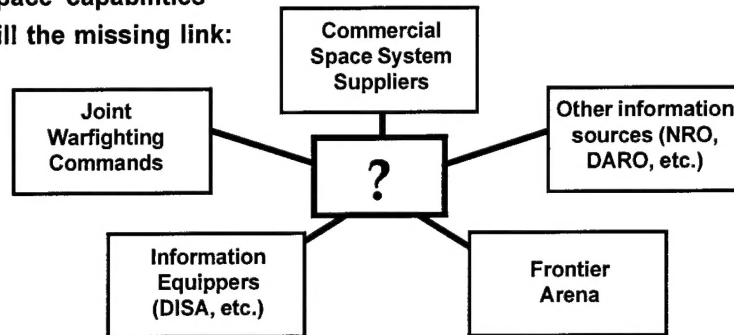 pace capabilities
ill the missing link:
Commercial
Space System
Suppliers
Joint
Warfighting
Commands
Other information
sources (NRO,
DARO, etc.)
?
Information
Equippers
(DISA, etc.)
Frontier
Arena